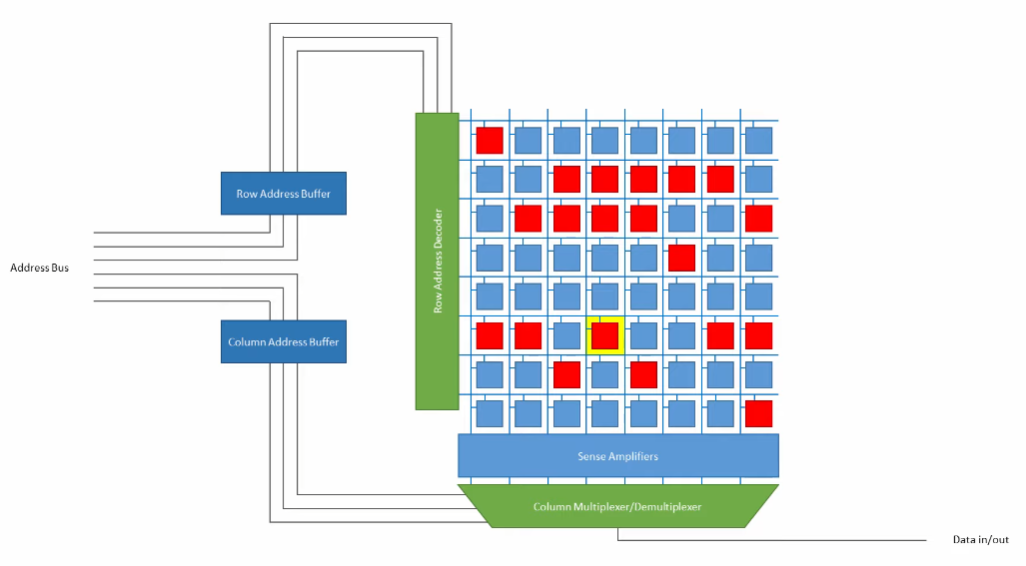 Row Address Buffer
Address Bus
Column Address Buffer
Row Address Decoder
Sense Amplifiers
Column Multiplexer/Demultiplexer
Data in/out